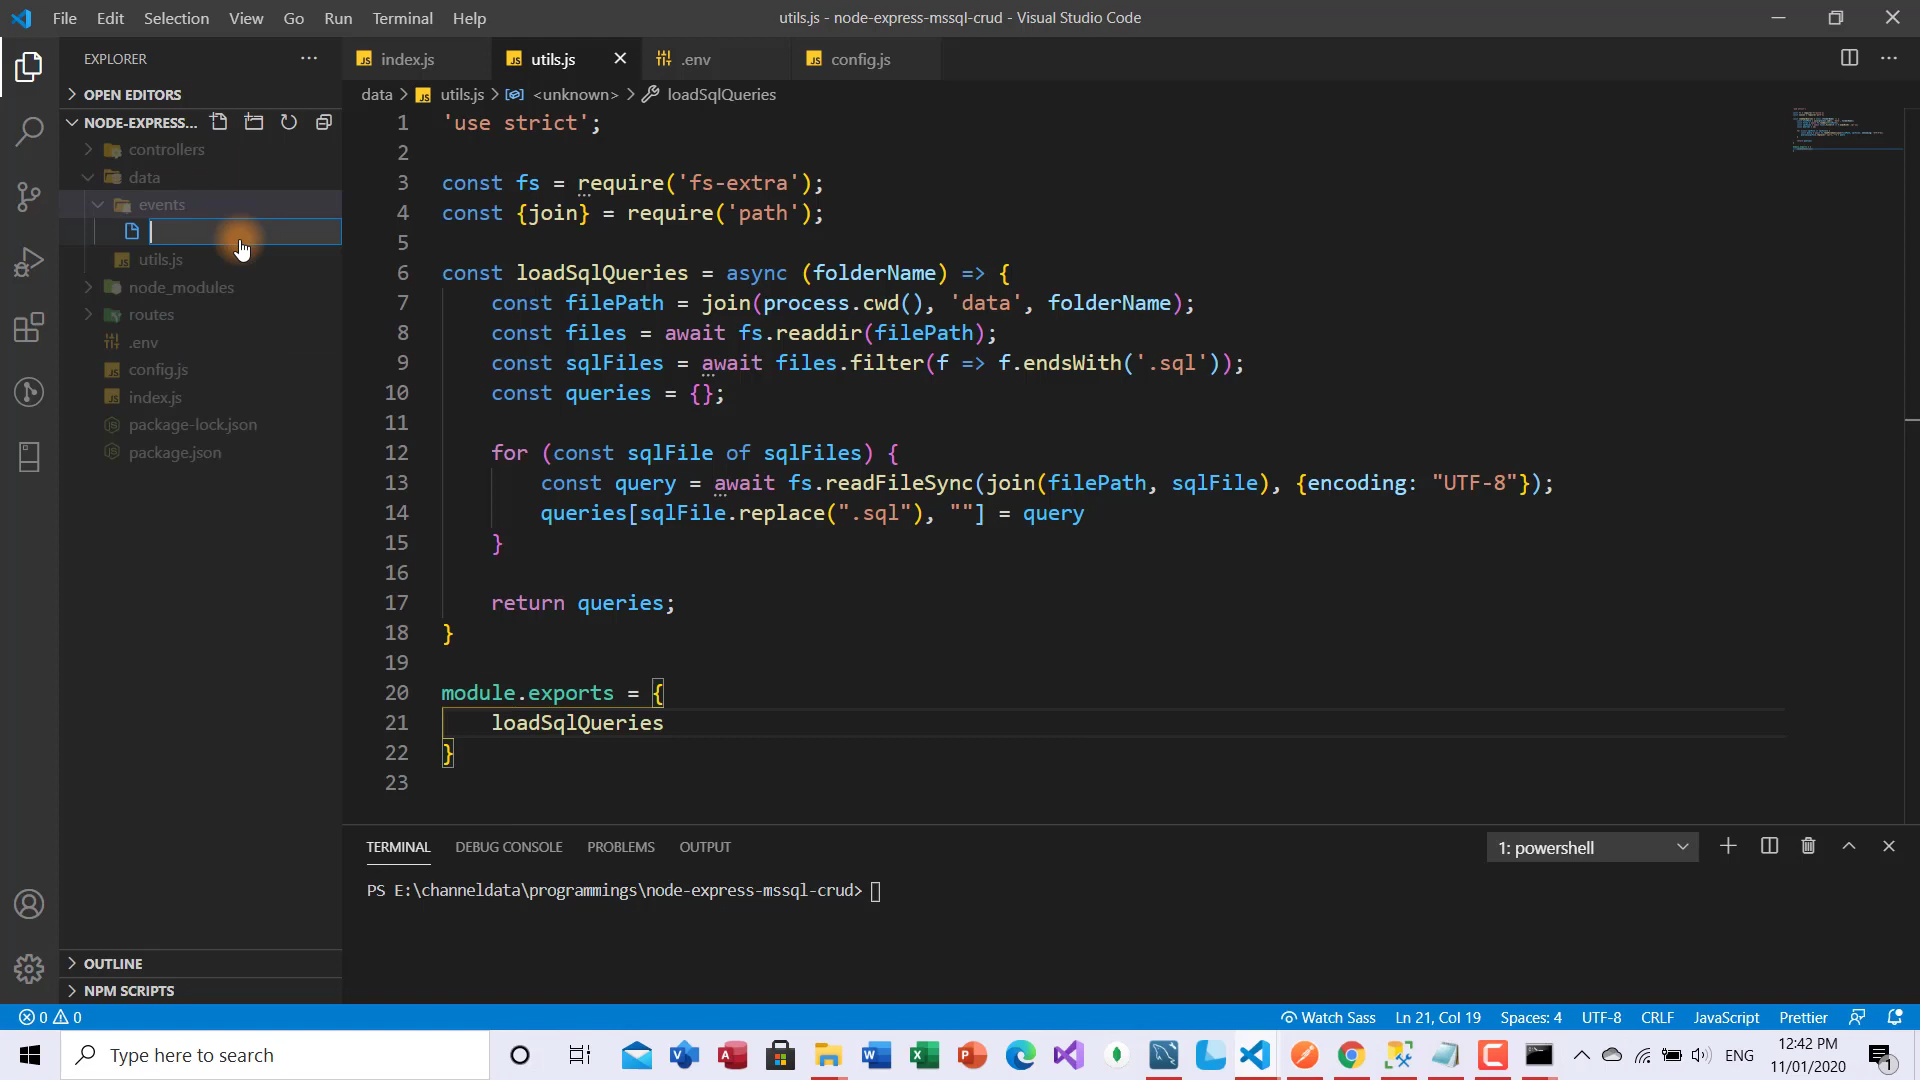 File Edit Selection View Go Run Terminal Help
utils.js - node-express-mssql-crud - Visual Studio Code
EXPLORER
OPEN EDITORS
NODE-EXPRESS...
controllers
data
events
utils.js
node_modules
routes
.env
config.js
index.js
package-lock.json
package.json
OUTLINE
NPM SCRIPTS
index.js utils.js .env config.js
data utils.js <unknown> loadSqlQueries
1 'use strict';
2
3 const fs = require('fs-extra');
4 const {join} = require('path');
5
6 const loadSqlQueries = async (folderName) => {
7 const filePath = join(process.cwd(), 'data', folderName);
8 const files = await fs.readdir(filePath);
9 const sqlFiles = await files.filter(f => f.endsWith('.sql'));
10 const queries = {};
11
12 for (const sqlFile of sqlFiles) {
13 const query = await fs.readFileSync(join(filePath, sqlFile), {encoding: "UTF-8"});
14 queries[sqlFile.replace(".sql"), ""] = query
15 }
16
17 return queries;
18 }
19
20 module.exports = {
21 loadSqlQueries
22 }
23
TERMINAL DEBUG CONSOLE PROBLEMS OUTPUT
1: powershell
PS E:\channeldata\programmings\node-express-mssql-crud>
0 0
Watch Sass Ln 21, Col 19 Spaces: 4 UTF-8 CRLF JavaScript Prettier
Type here to search
ENG
12:42 PM
11/01/2020
1